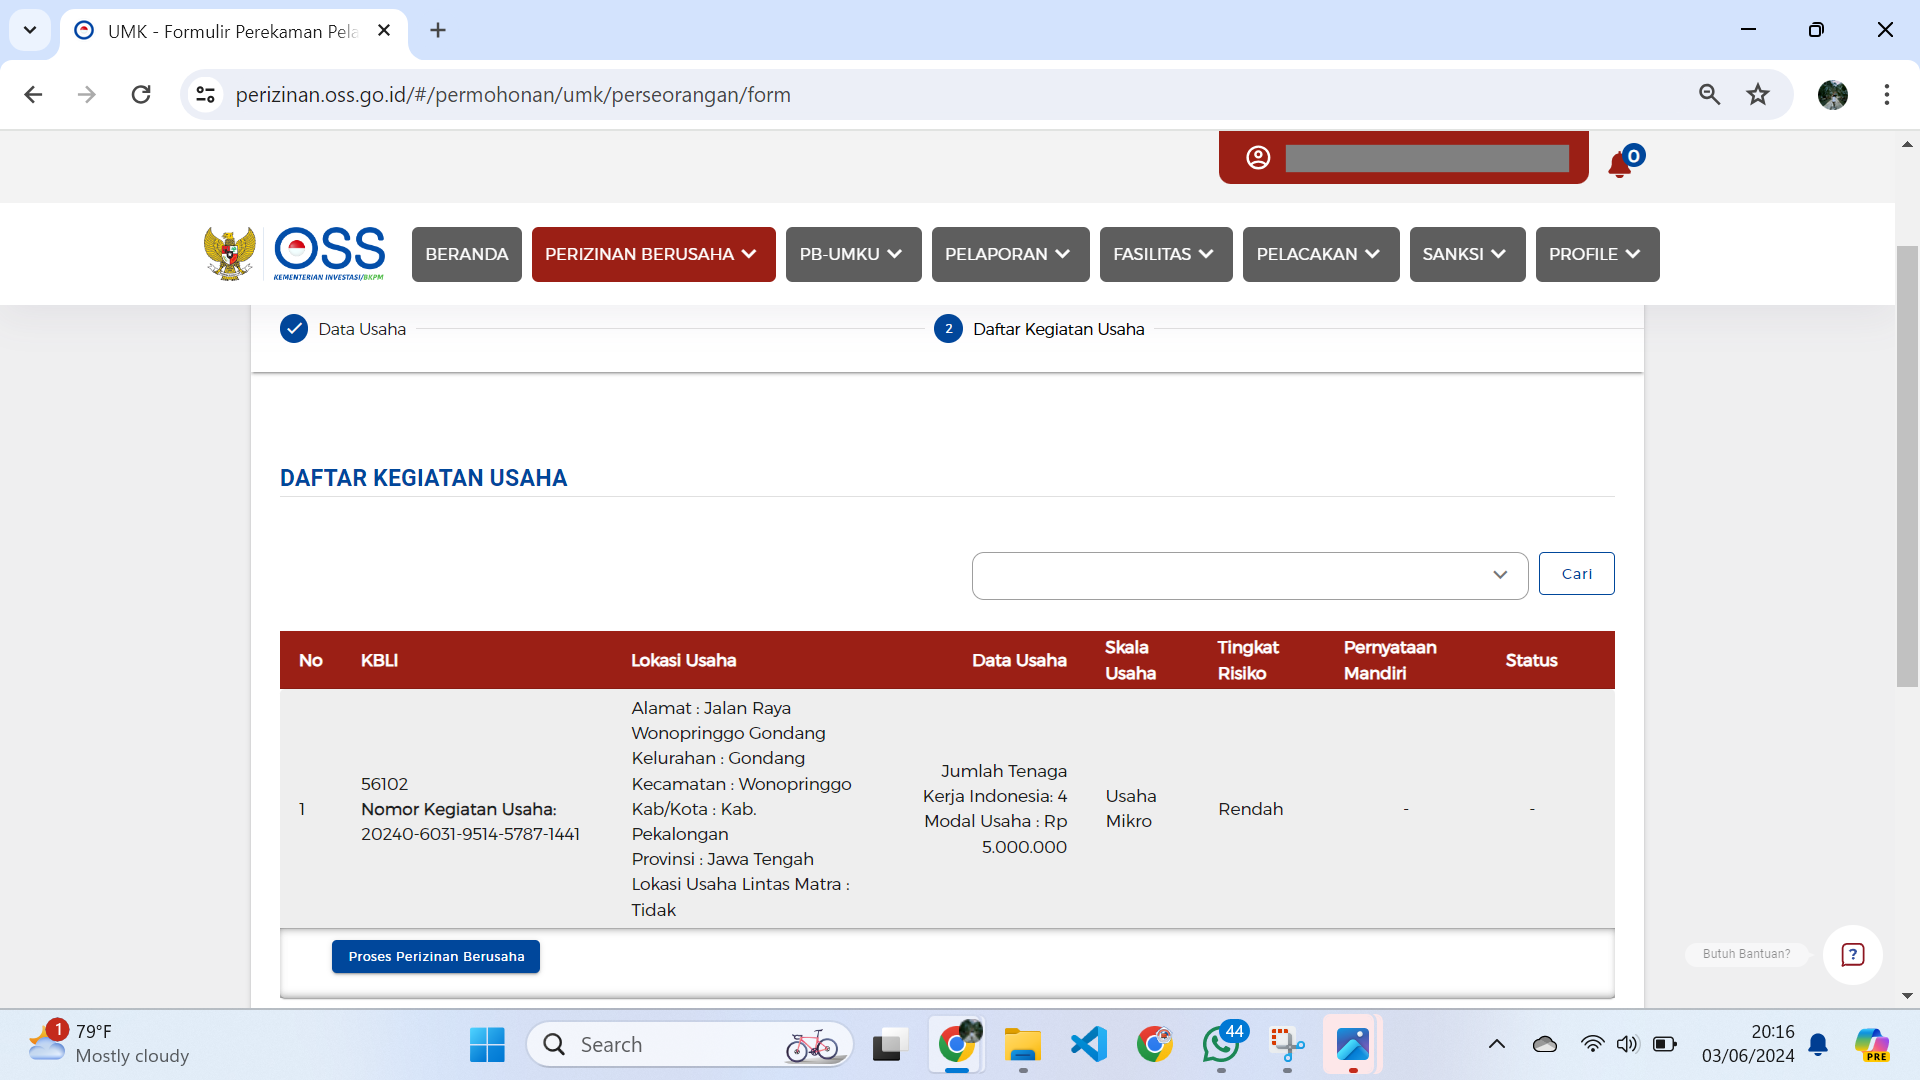 UMK - Formulir Perekaman Pela
perizinan.oss.go.id/#/permohonan/umk/perseorangan/form
0
OSS
KEMENTERIAN INVESTASI/BKPM
BERANDA
PERIZINAN BERUSAHA
PB-UMKU
PELAPORAN
FASILITAS
PELACAKAN
SANKSI
PROFILE
Data Usaha
2 Daftar Kegiatan Usaha
DAFTAR KEGIATAN USAHA
Cari
No
KBLI
Lokasi Usaha
Data Usaha
Skala
Usaha
Tingkat
Risiko
Pernyataan
Mandiri
Status
1
56102
Nomor Kegiatan Usaha:
20240-6031-9514-5787-1441
Alamat : Jalan Raya
Wonopringgo Gondang
Kelurahan : Gondang
Kecamatan : Wonopringgo
Kab/Kota : Kab.
Pekalongan
Provinsi : Jawa Tengah
Lokasi Usaha Lintas Matra :
Tidak
Jumlah Tenaga
Kerja Indonesia: 4
Modal Usaha : Rp
5.000.000
Usaha
Mikro
Rendah
-
-
Proses Perizinan Berusaha
Butuh Bantuan?
?
1
79°F
Mostly cloudy
Search
44
20:16
03/06/2024
PRE